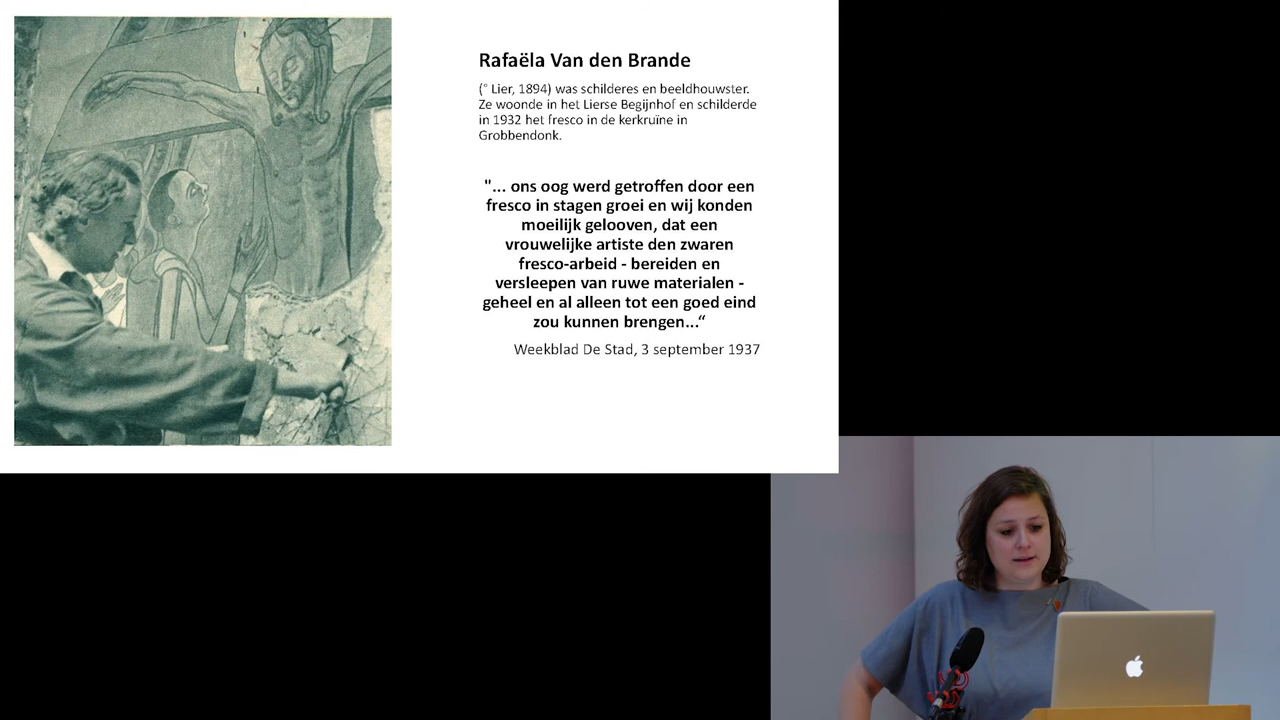 Rafaëla Van den Brande
(° Lier, 1894) was schilderes en beeldhouwster.
Ze woonde in het Lierse Begijnhof en schilderde
in 1932 het fresco in de kerkruïne in
Grobbendonk.
"... ons oog werd getroffen door een
fresco in stagen groei en wij konden
moeilijk gelooven, dat een
vrouwelijke artiste den zwaren
fresco-arbeid - bereiden en
versleepen van ruwe materialen -
geheel en al alleen tot een goed eind
zou kunnen brengen...“
Weekblad De Stad, 3 september 1937